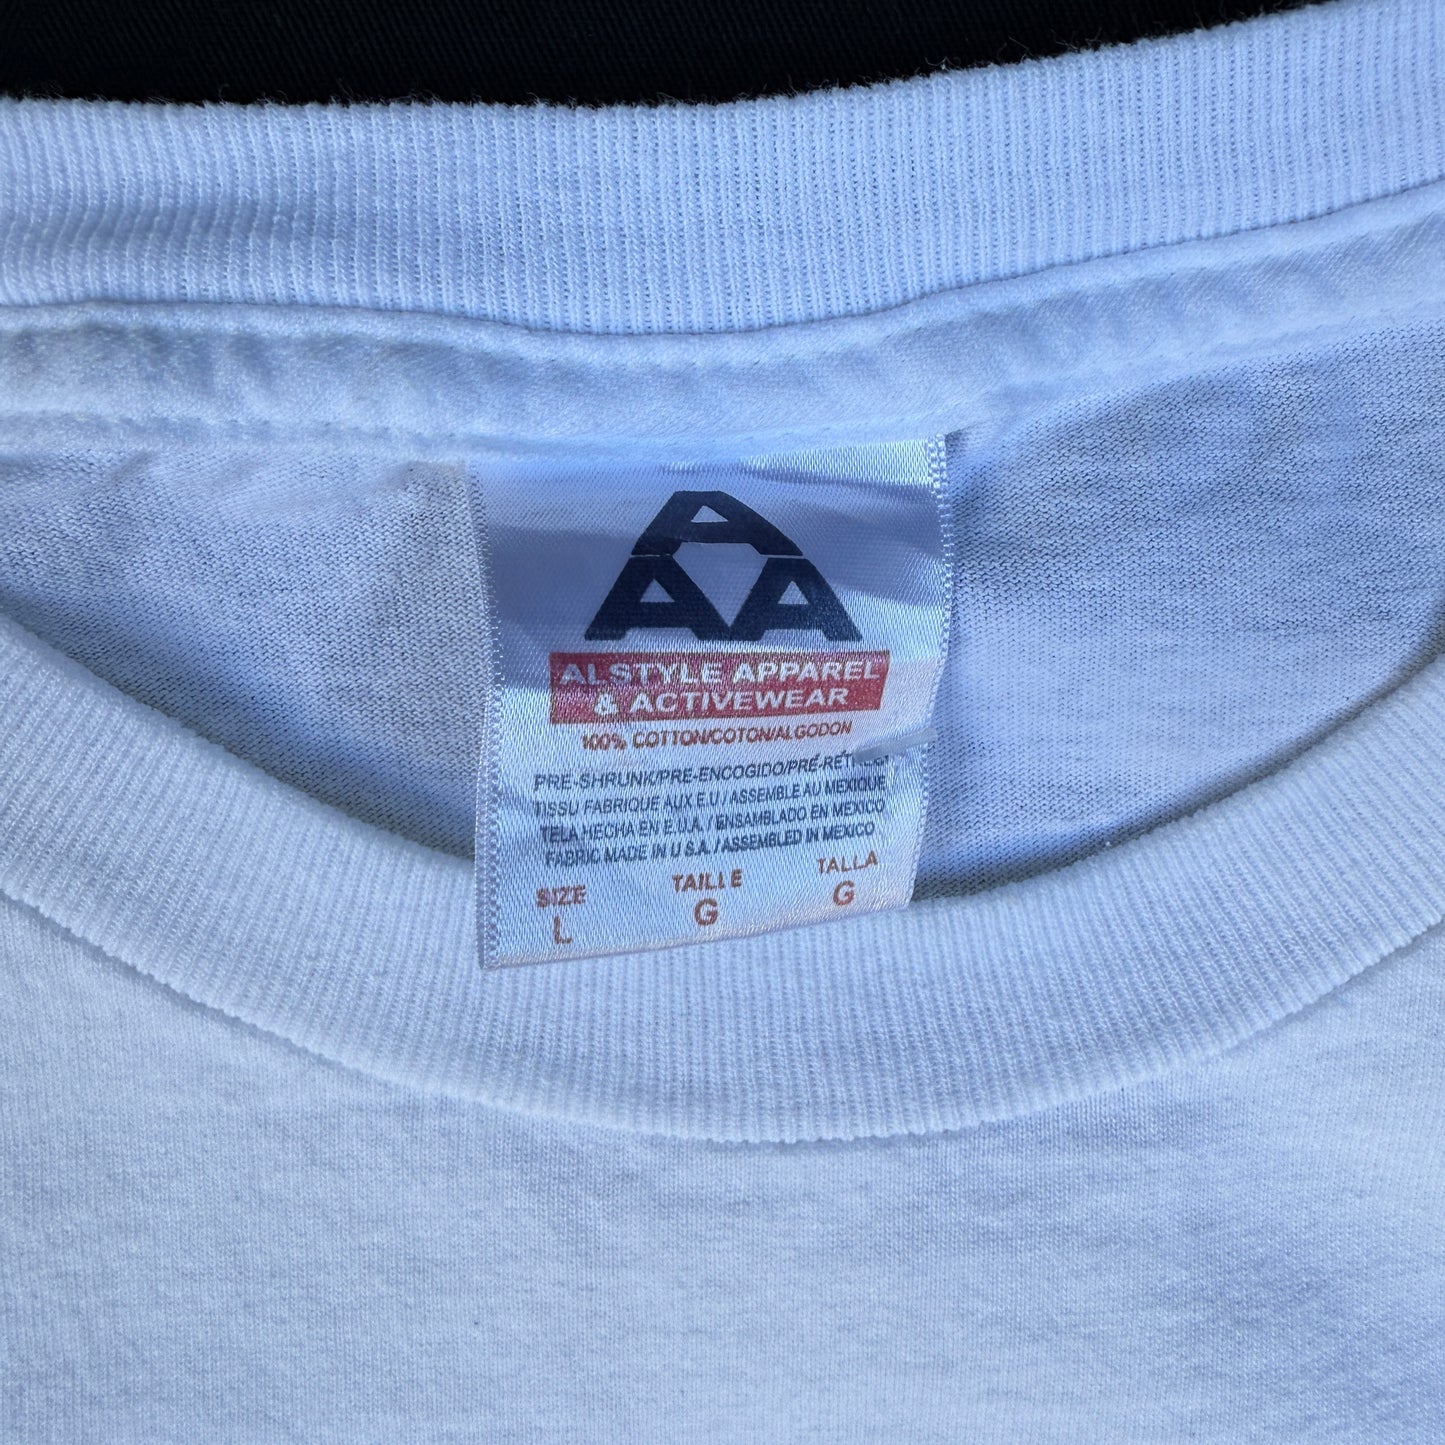 A
AA
ALSTYLE APPAREL
& ACTIVEWEAR
100% COTTON/COTON/ALGODON
PRE-SHRUNK/PRE-ENCOGIDO/PRÉ-RÉTRÉCI
TISSU FABRIQUE AUX E.U / ASSEMBLE AU MEXIQUE
TELA HECHA EN E.U.A. / ENSAMBLADO EN MEXICO
FABRIC MADE IN U S.A. / ASSEMBLED IN MEXICO
SIZE TAILLE TALLA
L G G